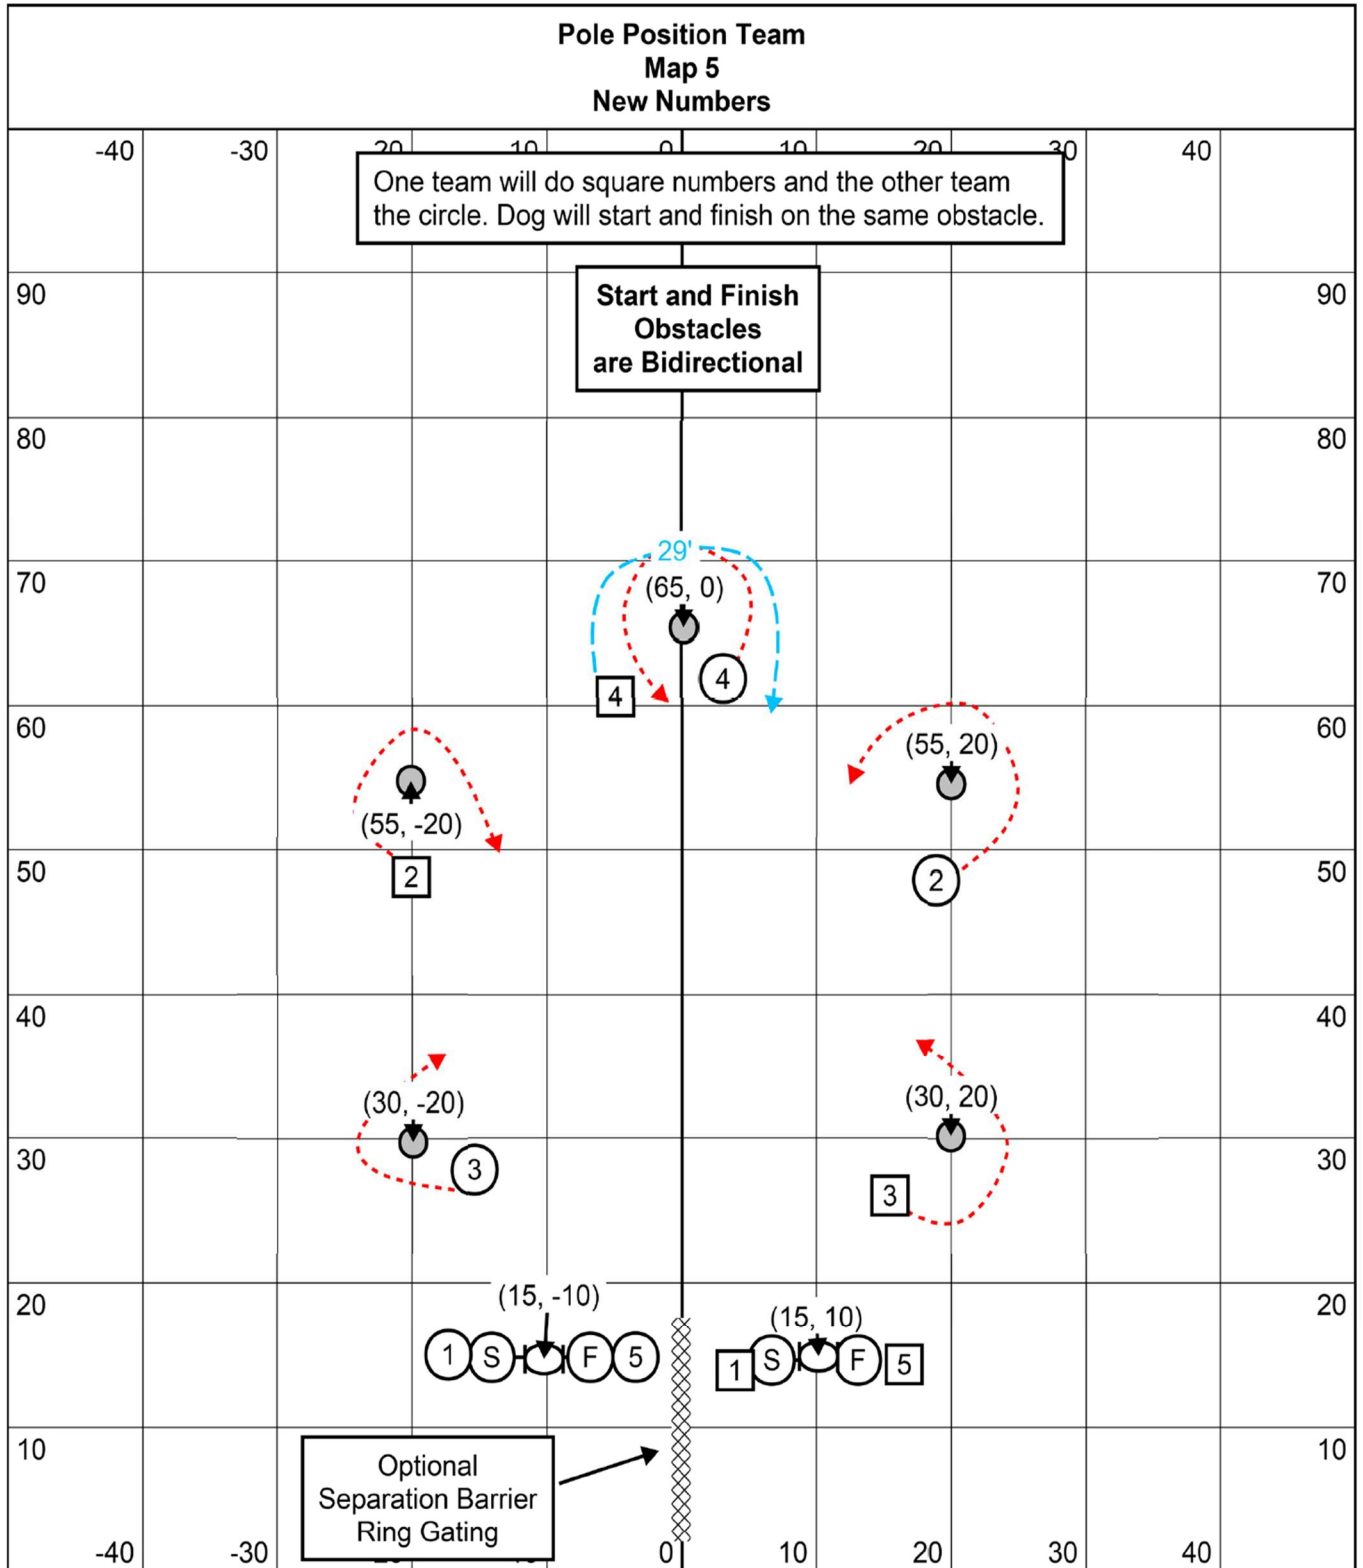 Pole Position Team
Map 5
New Numbers
-40 -30 20 10 0 10 20 30 40
One team will do square numbers and the other team
the circle. Dog will start and finish on the same obstacle.
90 90
Start and Finish
Obstacles
are Bidirectional
80 80
29'
70 (65, 0) 70
4 4
60 60
(55, 20)
(55, -20)
50 2 2 50
40 40
(30, -20) (30, 20)
30 3 30
3
20 (15, -10) 20
(15, 10)
1 S F 5 1 S F 5
10 10
Optional
Separation Barrier
Ring Gating
-40 -30 0 10 20 30 40